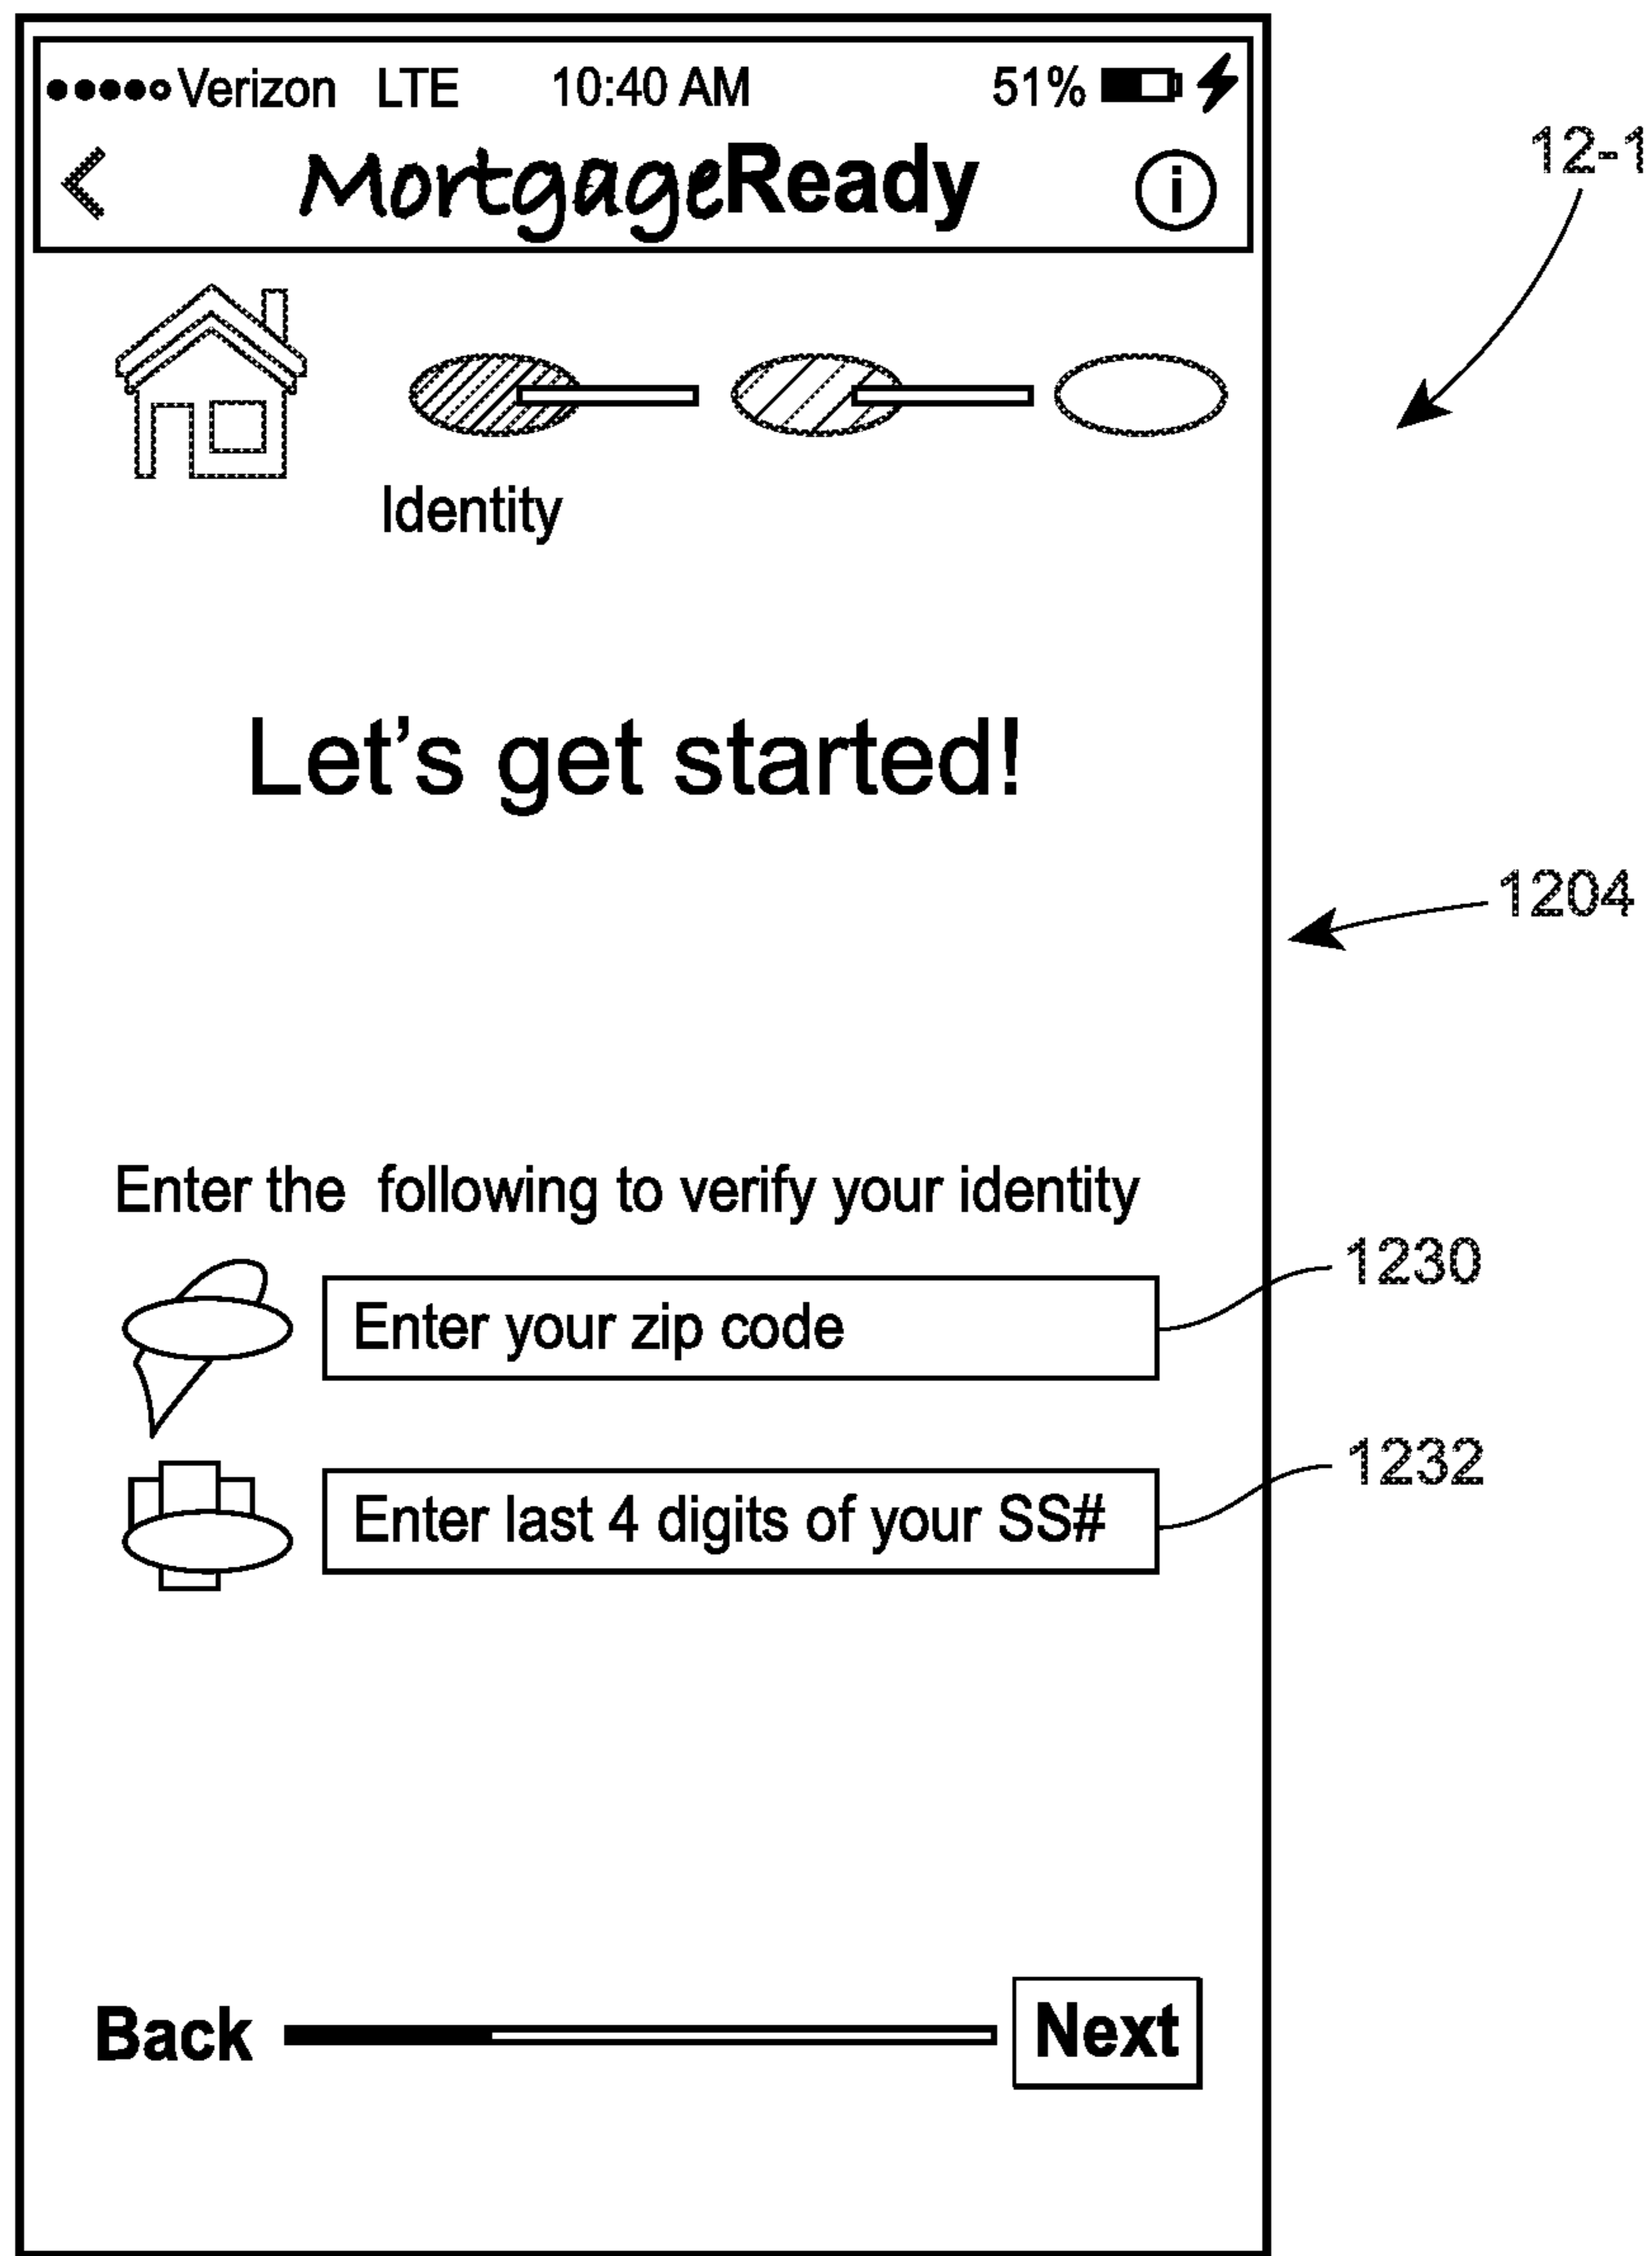 Verizon LTE 10:40 AM 51%
12-1
MortgageReady i
Identity
Let's get started!
1204
Enter the following to verify your identity
1230
Enter your zip code
1232
Enter last 4 digits of your SS#
Back Next